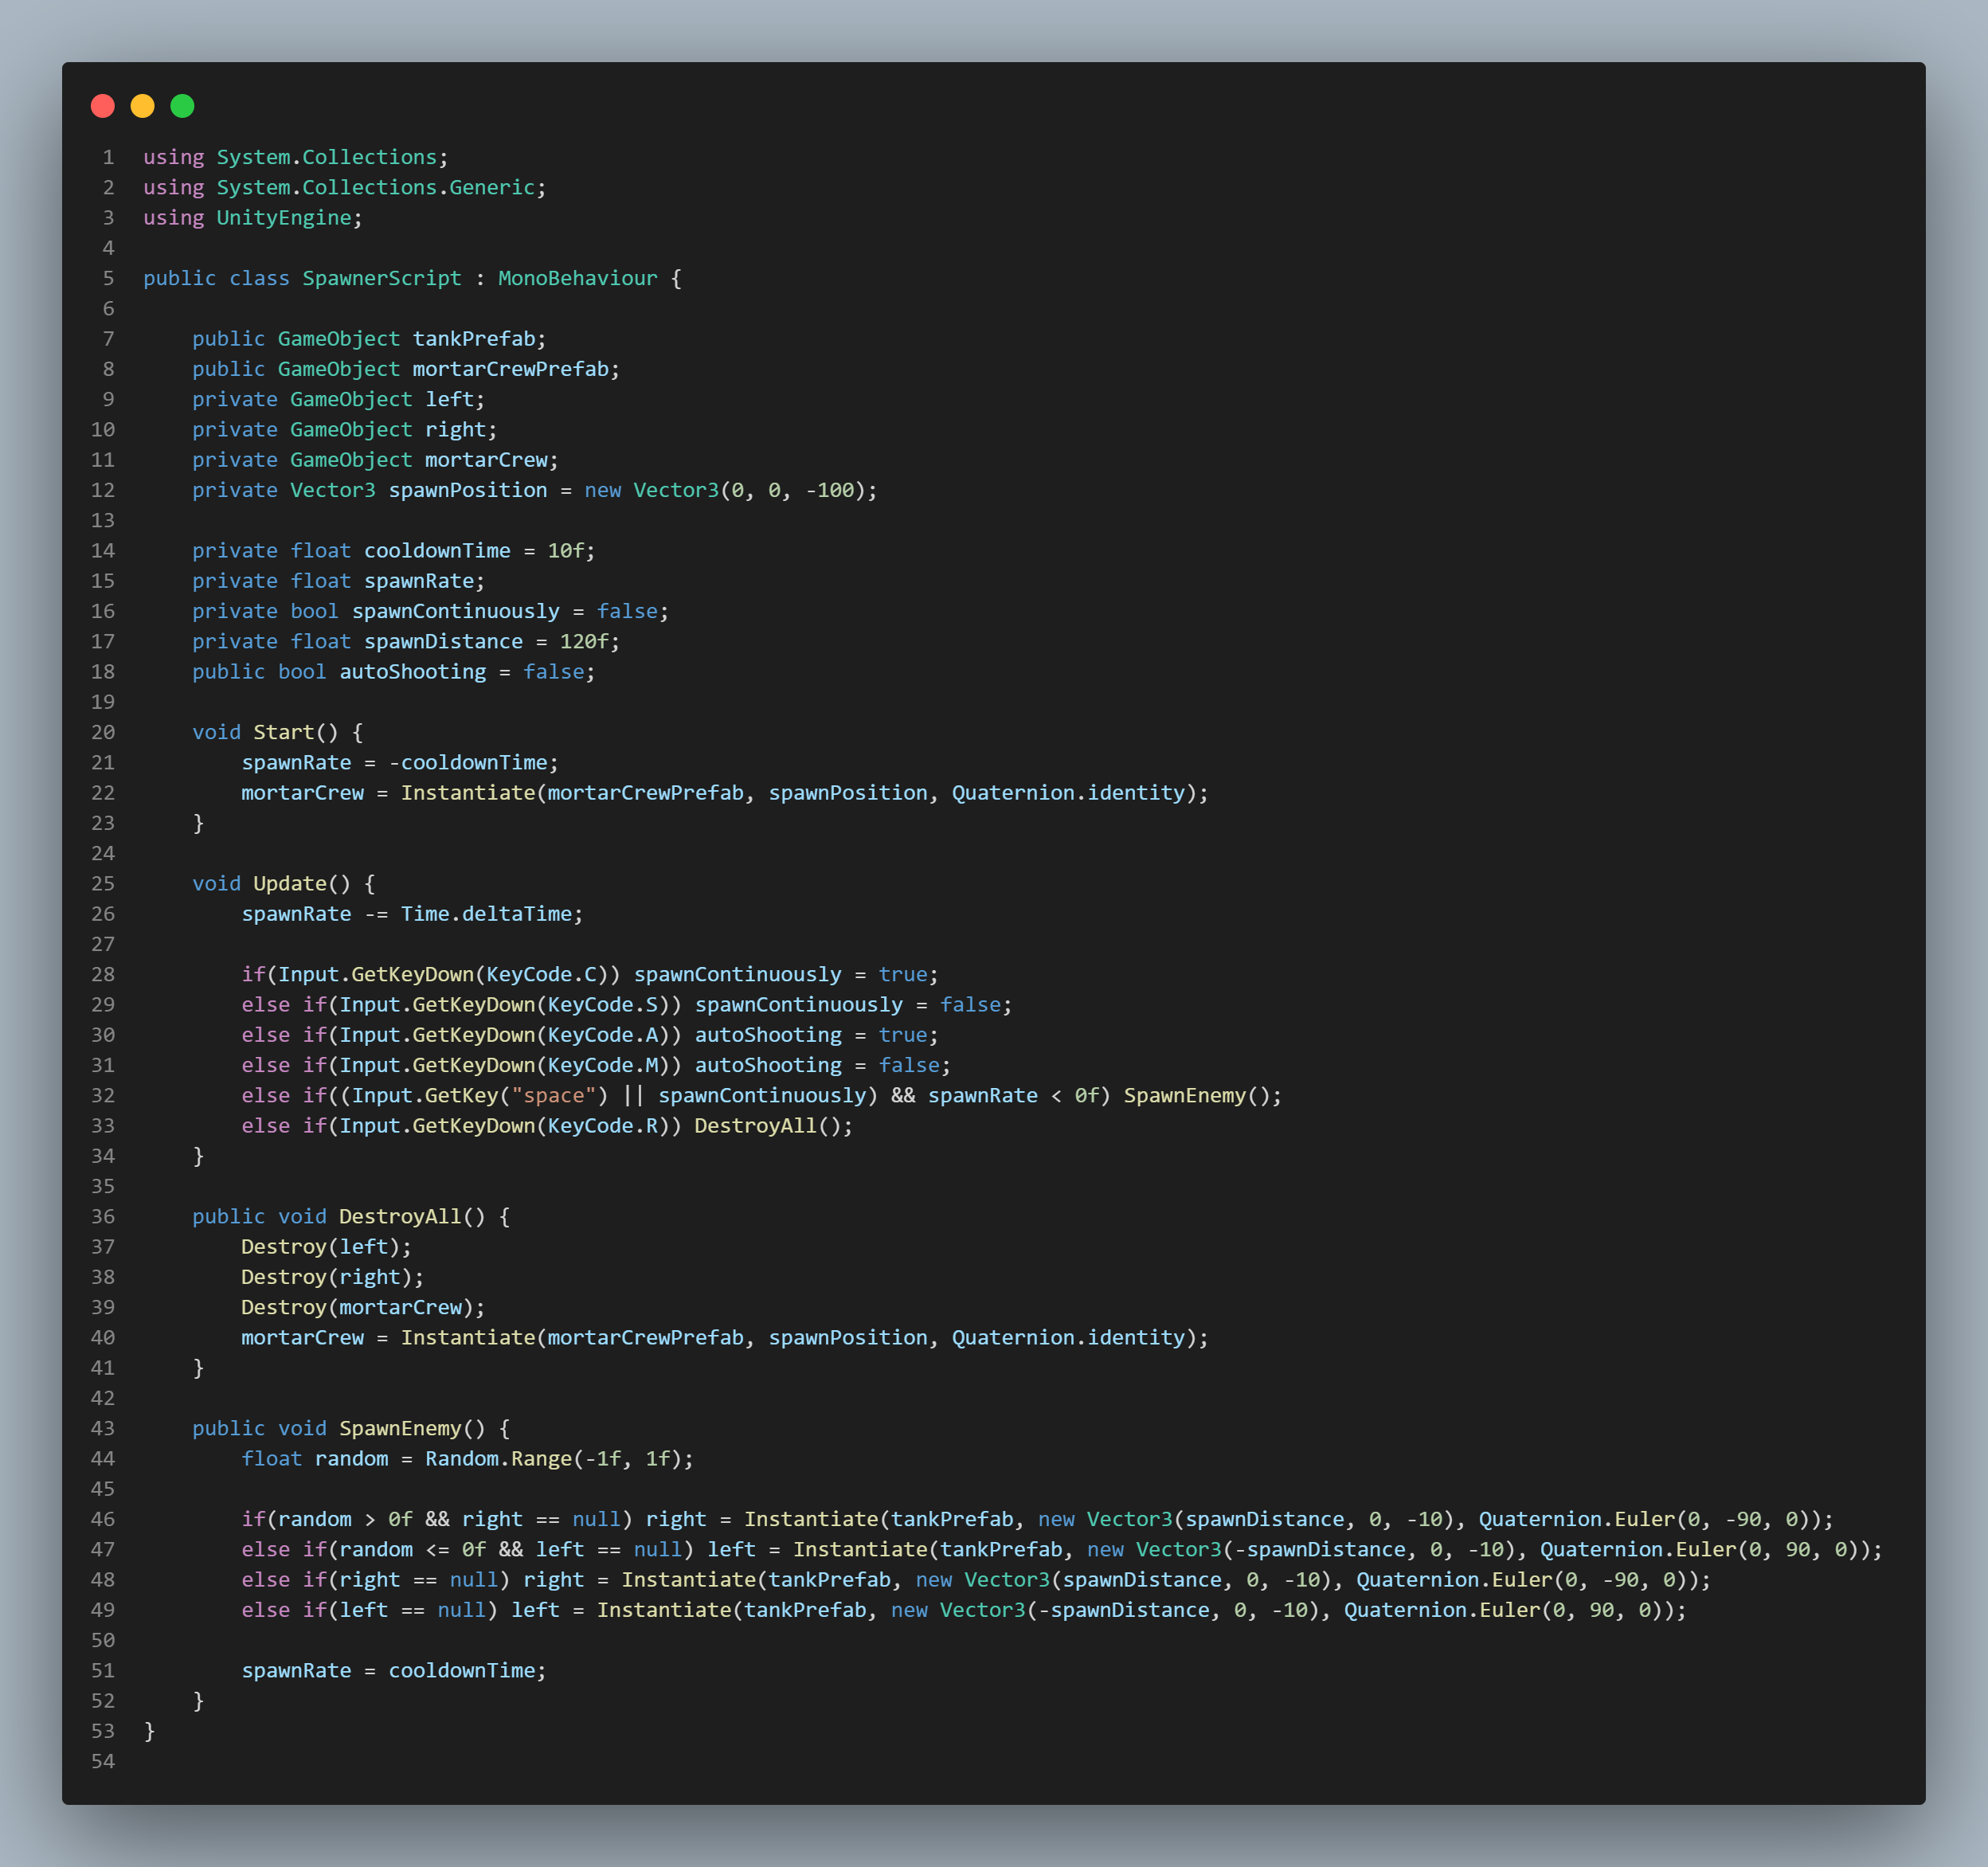 1 using System.Collections;
2 using System.Collections.Generic;
3 using UnityEngine;
4
5 public class SpawnerScript : MonoBehaviour {
6
7     public GameObject tankPrefab;
8     public GameObject mortarCrewPrefab;
9     private GameObject left;
10     private GameObject right;
11     private GameObject mortarCrew;
12     private Vector3 spawnPosition = new Vector3(0, 0, -100);
13
14     private float cooldownTime = 10f;
15     private float spawnRate;
16     private bool spawnContinuously = false;
17     private float spawnDistance = 120f;
18     public bool autoShooting = false;
19
20     void Start() {
21         spawnRate = -cooldownTime;
22         mortarCrew = Instantiate(mortarCrewPrefab, spawnPosition, Quaternion.identity);
23     }
24
25     void Update() {
26         spawnRate -= Time.deltaTime;
27
28         if(Input.GetKeyDown(KeyCode.C)) spawnContinuously = true;
29         else if(Input.GetKeyDown(KeyCode.S)) spawnContinuously = false;
30         else if(Input.GetKeyDown(KeyCode.A)) autoShooting = true;
31         else if(Input.GetKeyDown(KeyCode.M)) autoShooting = false;
32         else if((Input.GetKey("space") || spawnContinuously) && spawnRate < 0f) SpawnEnemy();
33         else if(Input.GetKeyDown(KeyCode.R)) DestroyAll();
34     }
35
36     public void DestroyAll() {
37         Destroy(left);
38         Destroy(right);
39         Destroy(mortarCrew);
40         mortarCrew = Instantiate(mortarCrewPrefab, spawnPosition, Quaternion.identity);
41     }
42
43     public void SpawnEnemy() {
44         float random = Random.Range(-1f, 1f);
45
46         if(random > 0f && right == null) right = Instantiate(tankPrefab, new Vector3(spawnDistance, 0, -10), Quaternion.Euler(0, -90, 0));
47         else if(random <= 0f && left == null) left = Instantiate(tankPrefab, new Vector3(-spawnDistance, 0, -10), Quaternion.Euler(0, 90, 0));
48         else if(right == null) right = Instantiate(tankPrefab, new Vector3(spawnDistance, 0, -10), Quaternion.Euler(0, -90, 0));
49         else if(left == null) left = Instantiate(tankPrefab, new Vector3(-spawnDistance, 0, -10), Quaternion.Euler(0, 90, 0));
50
51         spawnRate = cooldownTime;
52     }
53 }
54